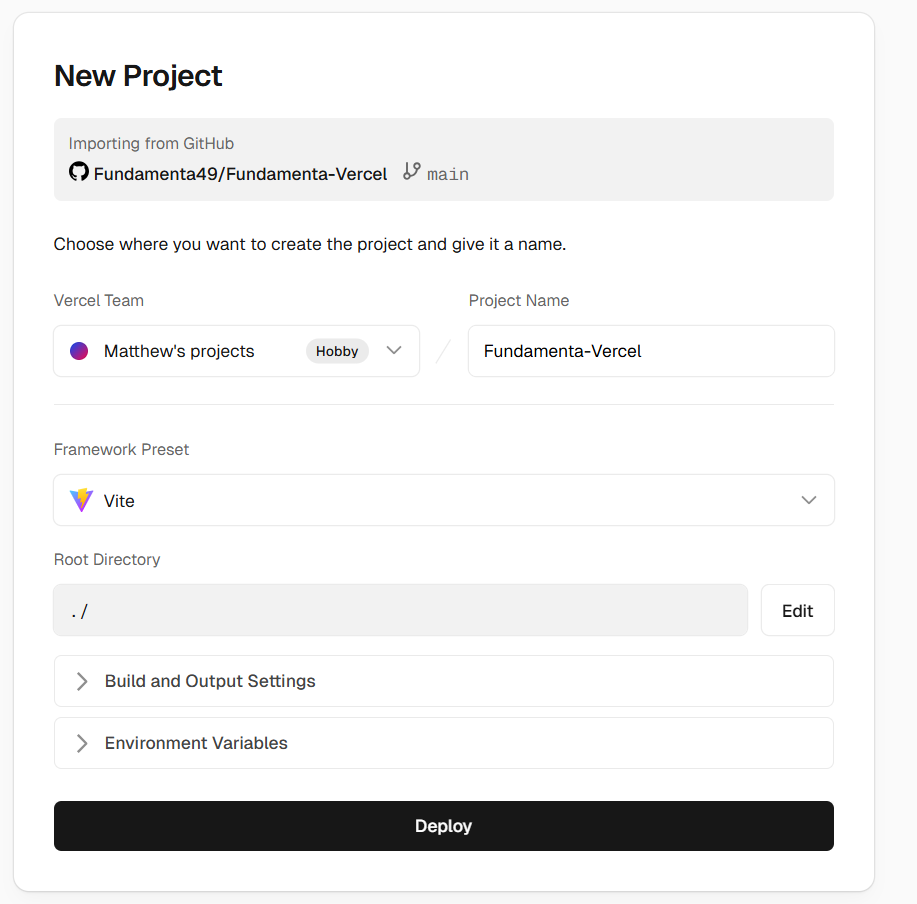 New Project
Importing from GitHub
Fundamenta49/Fundamenta-Vercel main
Choose where you want to create the project and give it a name.
Vercel Team
Project Name
Matthew's projects Hobby
Fundamenta-Vercel
Framework Preset
Vite
Root Directory
./
Edit
Build and Output Settings
Environment Variables
Deploy